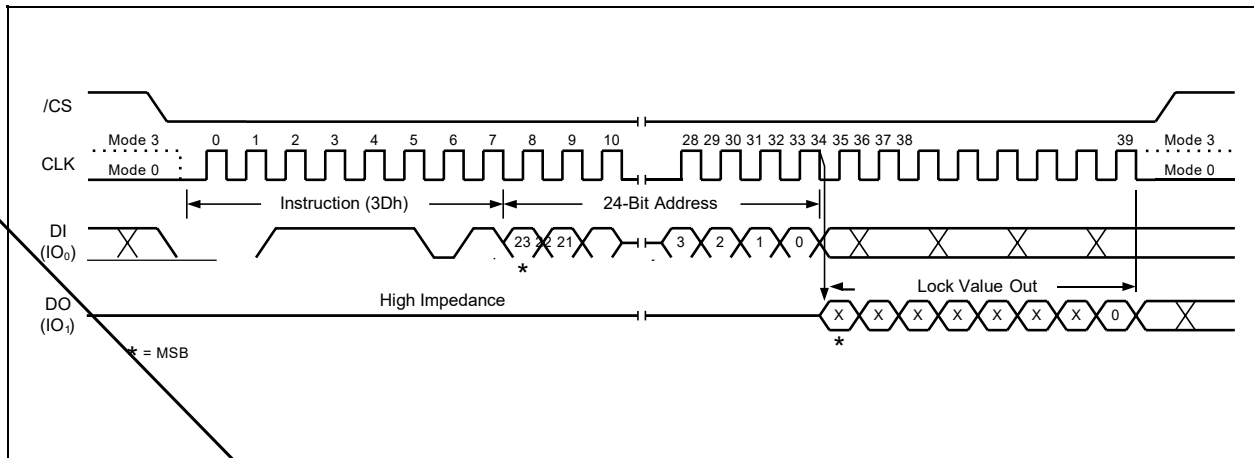 /CS
Mode 3 0 1 2 3 4 5 6 7 8 9 10 28 29 30 31 32 33 34 35 36 37 38 39 Mode 3
CLK
Mode 0 Mode 0
Instruction (3Dh) 24-Bit Address
DI
(IO₀)
23 22 21 3 2 1 0
*
Lock Value Out
High Impedance
DO
(IO₁)
X X X X X X X 0
*
* = MSB